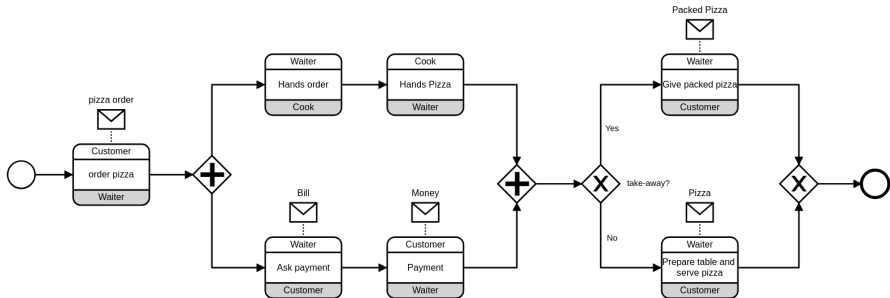 pizza order
Customer
order pizza
Waiter
Waiter
Hands order
Cook
Cook
Hands Pizza
Waiter
Bill
Waiter
Ask payment
Customer
Money
Customer
Payment
Waiter
Yes
take-away?
No
Packed Pizza
Waiter
Give packed pizza
Customer
Pizza
Waiter
Prepare table and
serve pizza
Customer